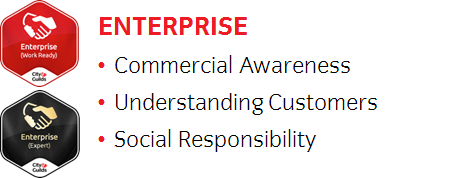 Enterprise
(Work Ready)
City&
Guilds
Enterprise
(Expert)
City&
Guilds
ENTERPRISE
• Commercial Awareness
• Understanding Customers
• Social Responsibility